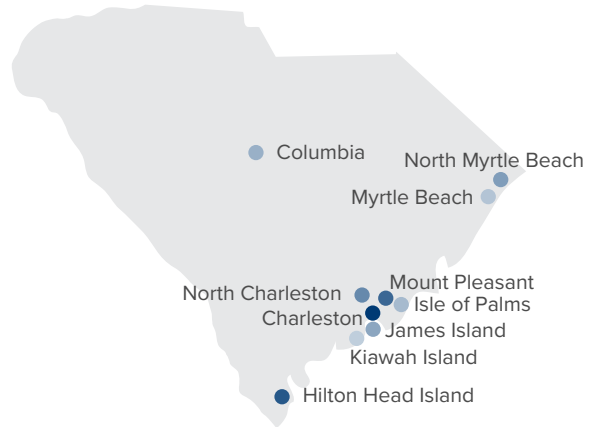 Columbia
North Myrtle Beach
Myrtle Beach
Mount Pleasant
North Charleston
Isle of Palms
Charleston
James Island
Kiawah Island
Hilton Head Island